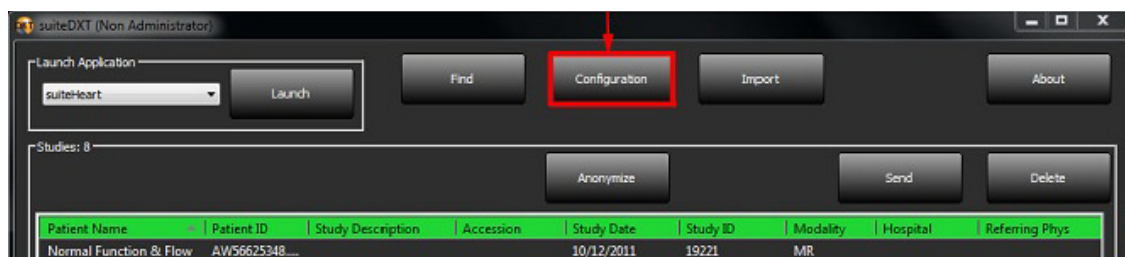 suiteDXT (Non Administrator)
Launch Application
suiteHeart
Launch
Find
Configuration
Import
About
Studies: 8
Anonymize
Send
Delete
Patient Name Patient ID Study Description Accession Study Date Study ID Modality Hospital Referring Phys
Normal Function & Flow AW56625348.... 10/12/2011 19221 MR